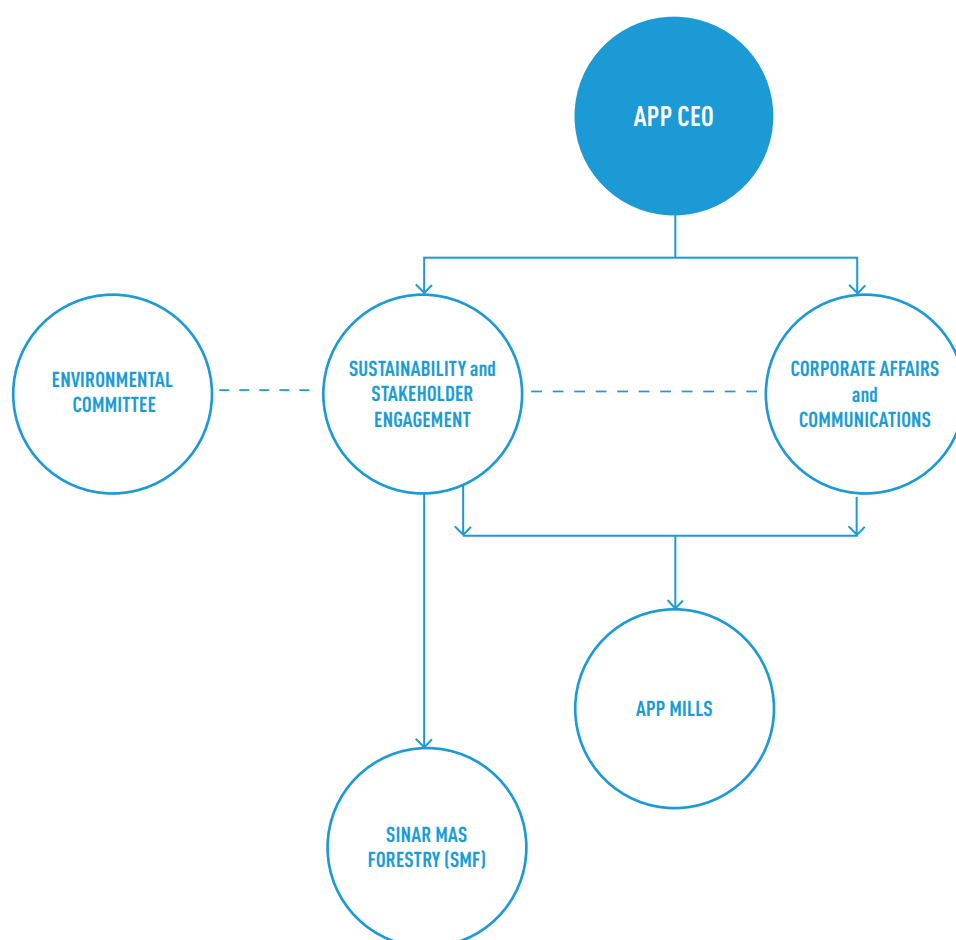 APP CEO
ENVIRONMENTAL
COMMITTEE
SUSTAINABILITY and
STAKEHOLDER
ENGAGEMENT
CORPORATE AFFAIRS
and
COMMUNICATIONS
APP MILLS
SINAR MAS
FORESTRY (SMF)